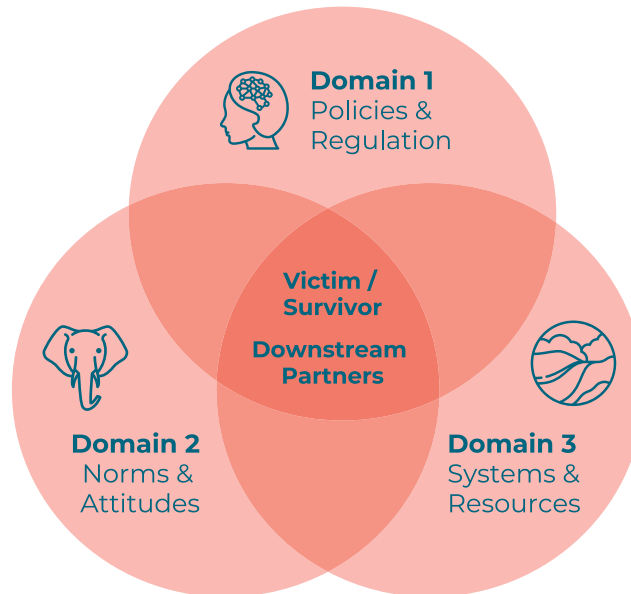 Domain 1
Policies &
Regulation
Victim /
Survivor
Downstream
Partners
Domain 2
Norms &
Attitudes
Domain 3
Systems &
Resources